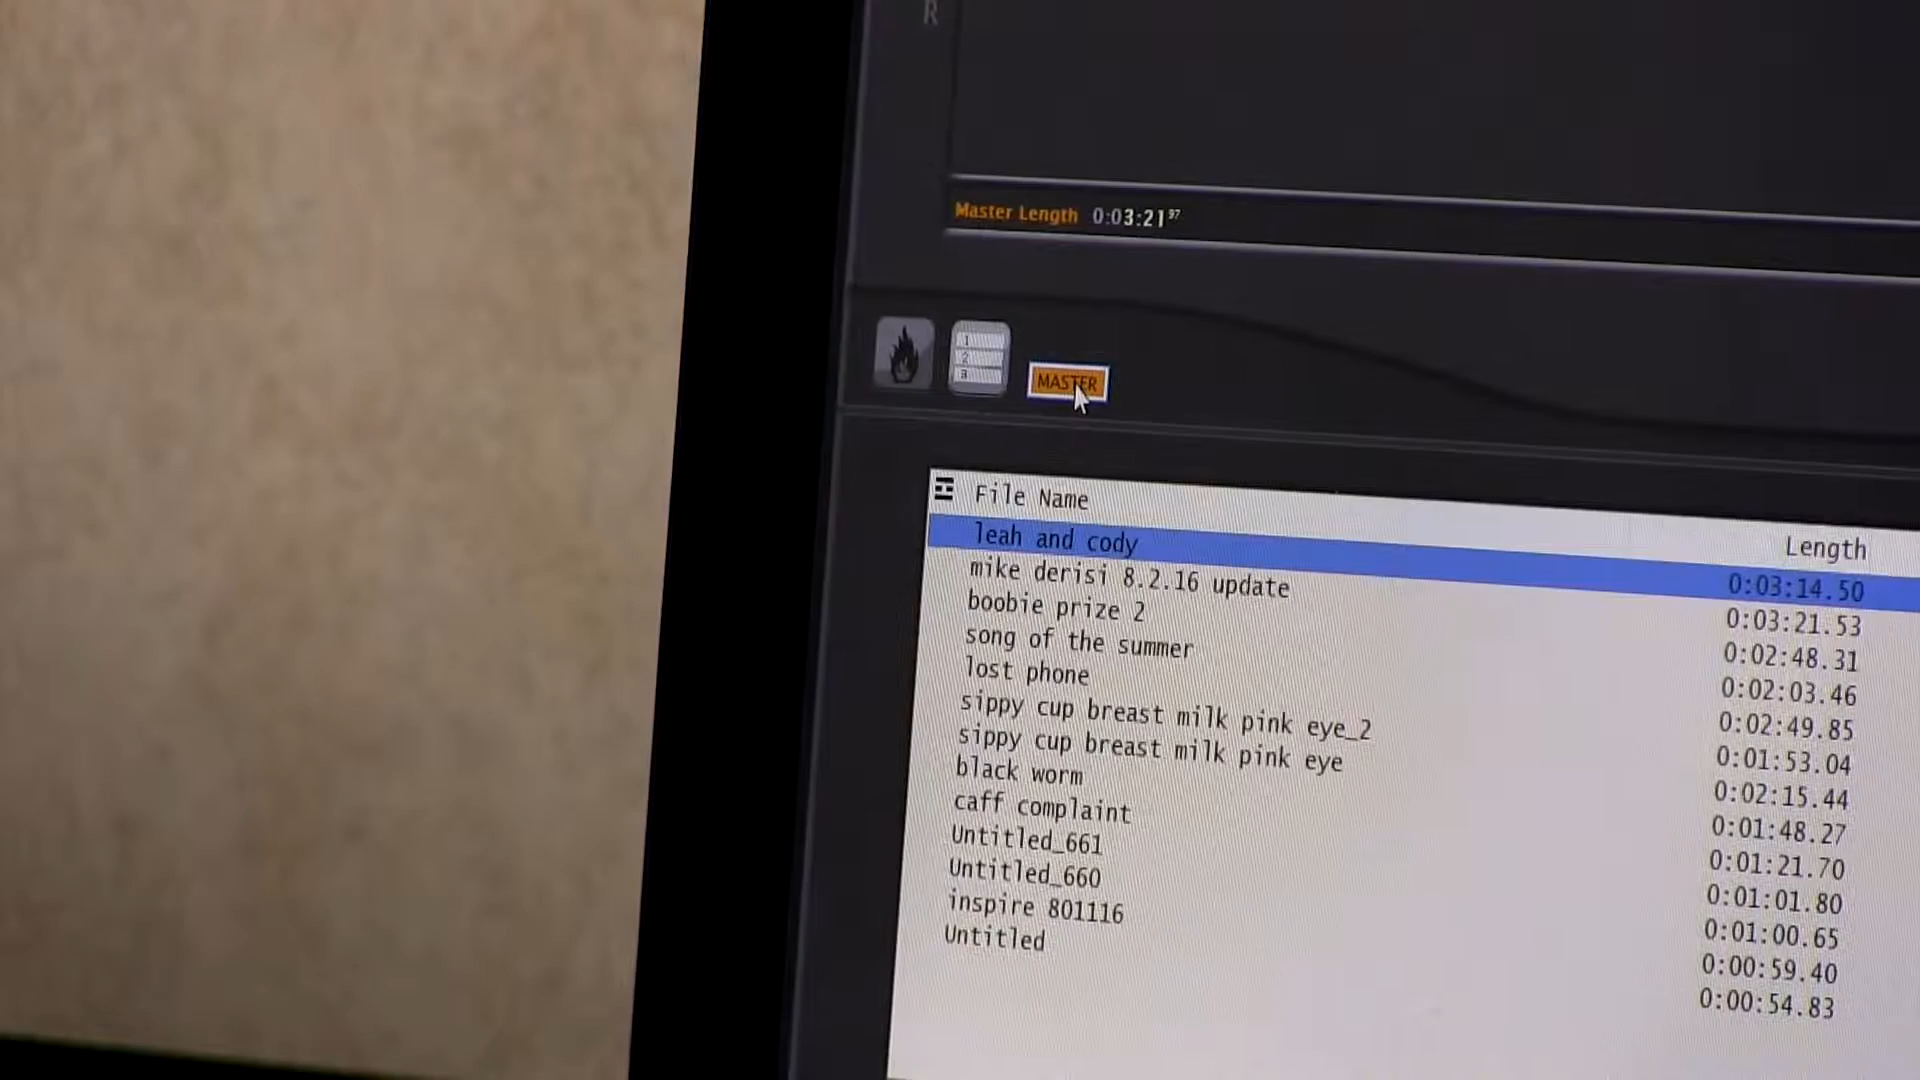 R
Master Length 0:03:21 97
1
2
3
MASTER
File Name Length
leah and cody 0:03:14.50
mike derisi 8.2.16 update 0:03:21.53
boobie prize 2 0:02:48.31
song of the summer 0:02:03.46
lost phone 0:02:49.85
sippy cup breast milk pink eye_2 0:01:53.04
sippy cup breast milk pink eye 0:02:15.44
black worm 0:01:48.27
caff complaint 0:01:21.70
Untitled_661 0:01:01.80
Untitled_660 0:01:00.65
inspire 801116 0:00:59.40
Untitled 0:00:54.83